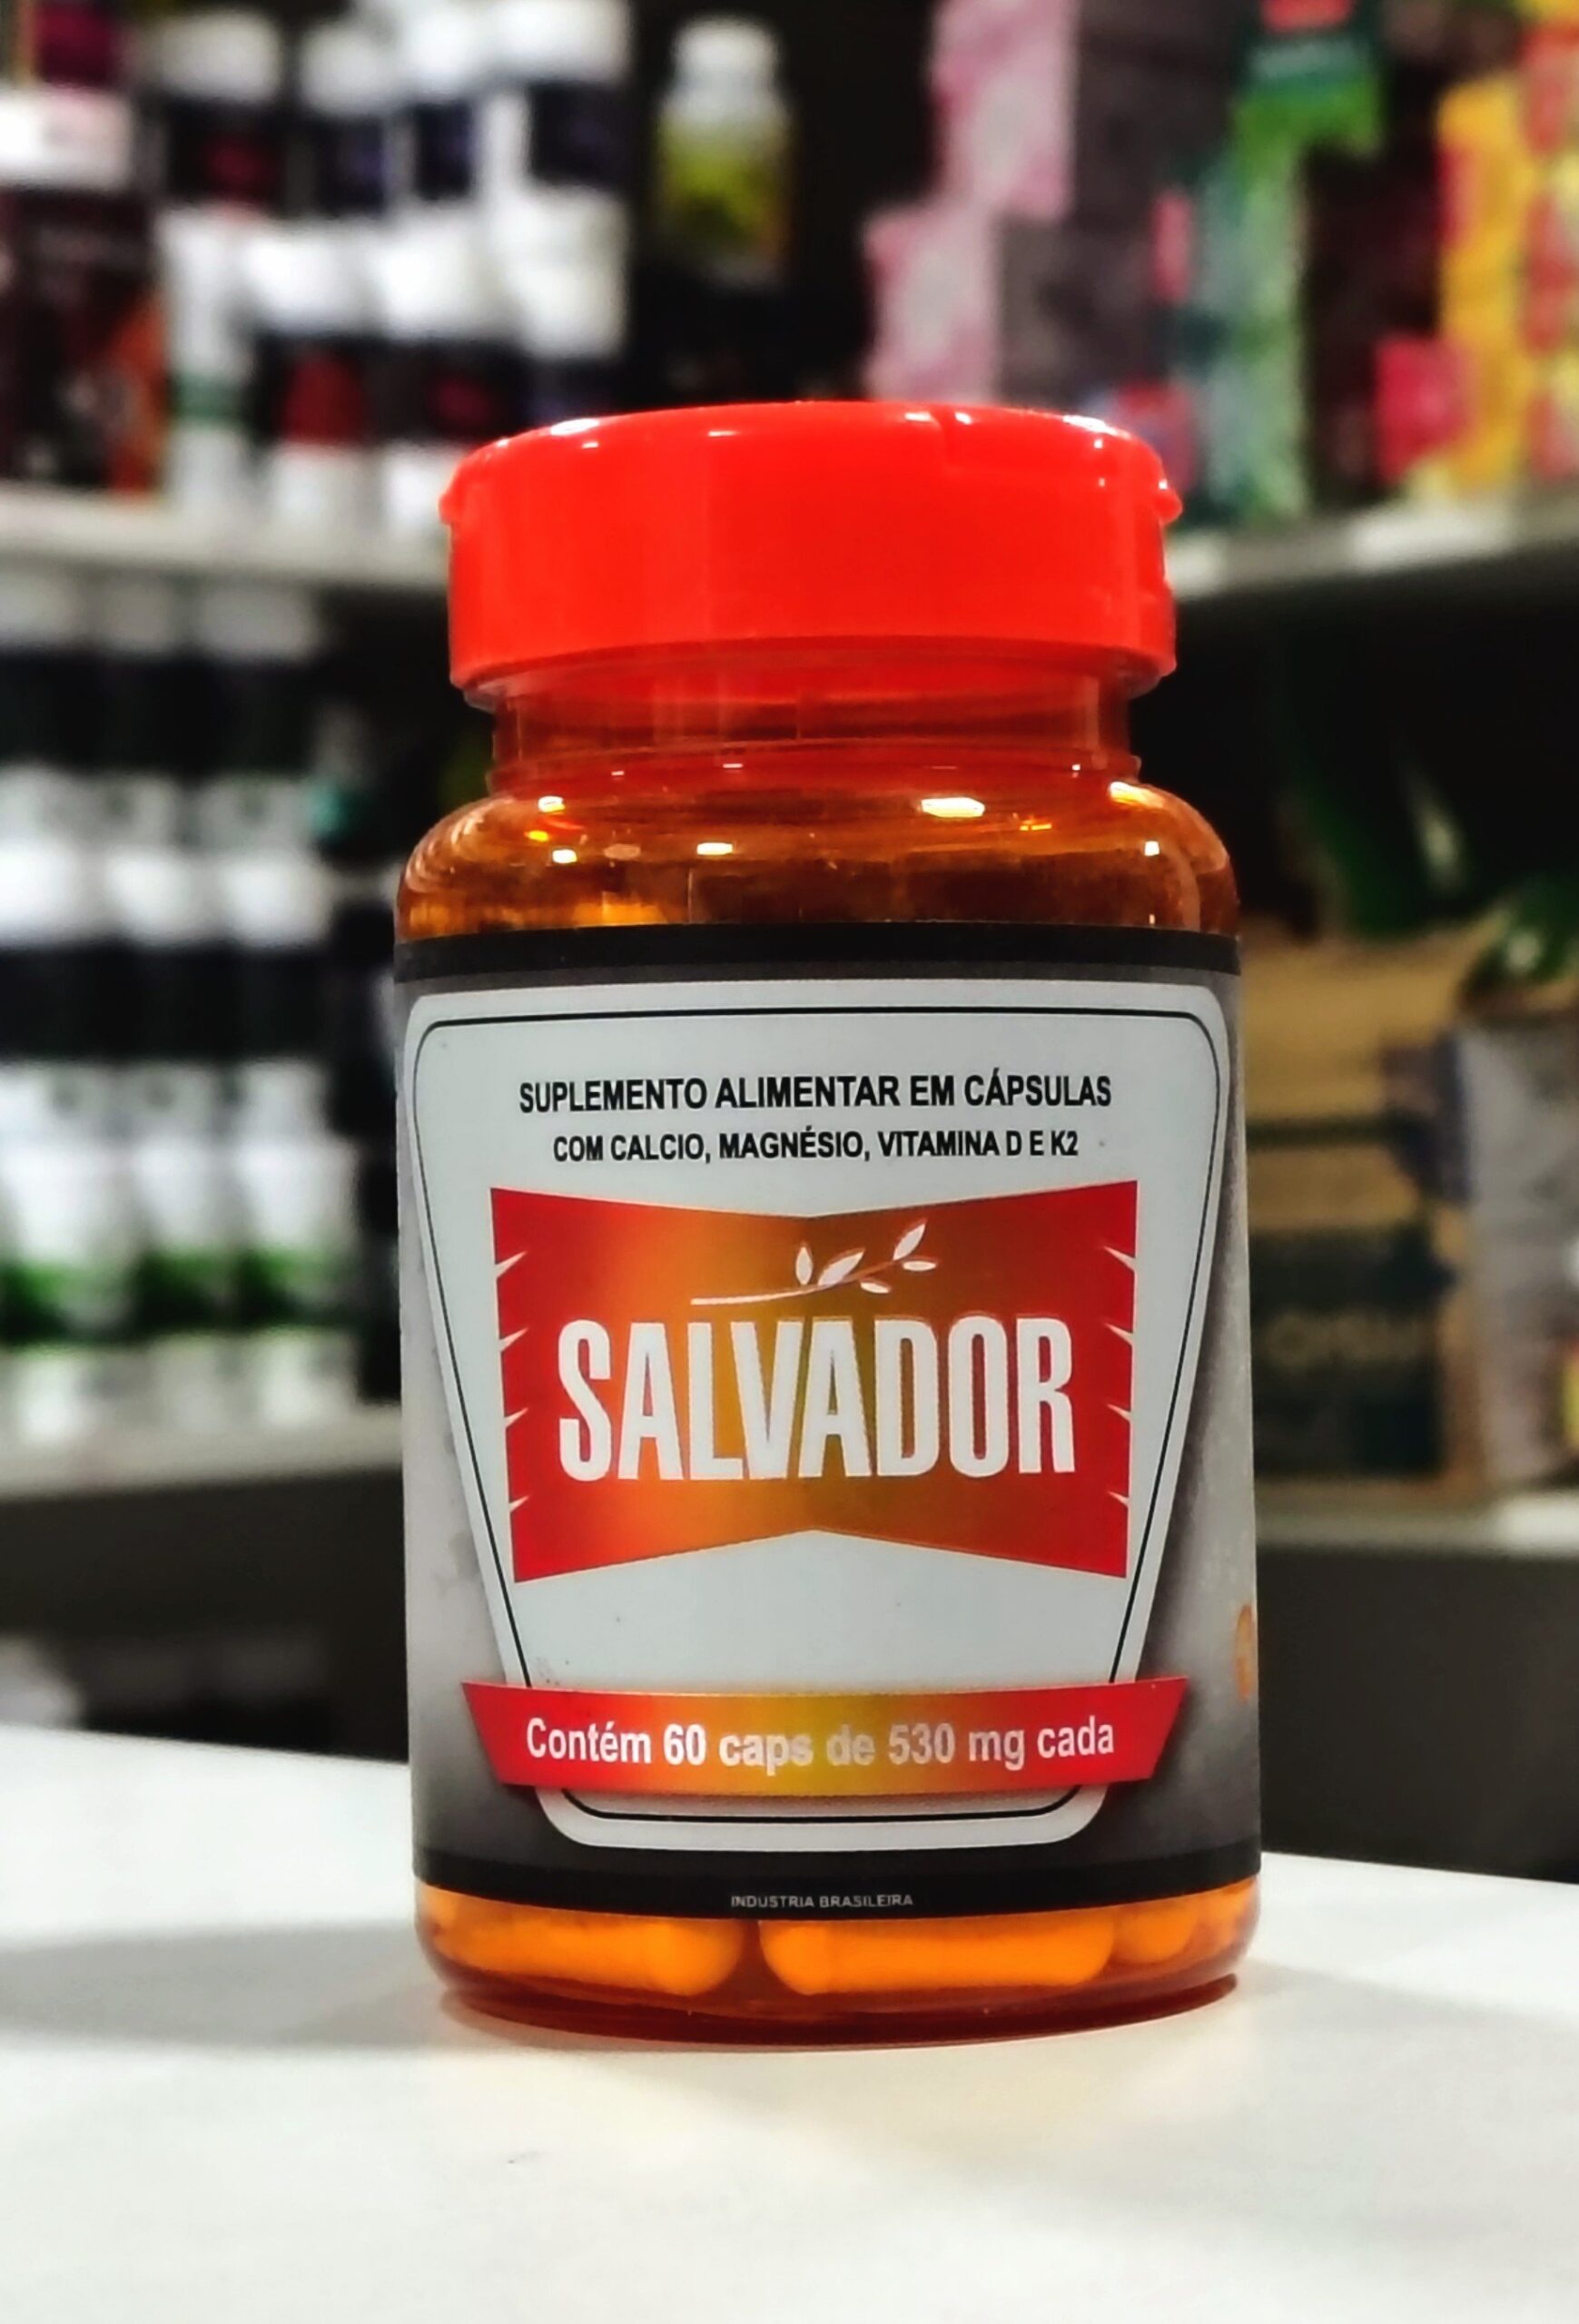 SUPLEMENTO ALIMENTAR EM CÁPSULAS
COM CALCIO, MAGNÉSIO, VITAMINA D E K2
SALVADOR
Contém 60 caps de 530 mg cada
INDUSTRIA BRASILEIRA